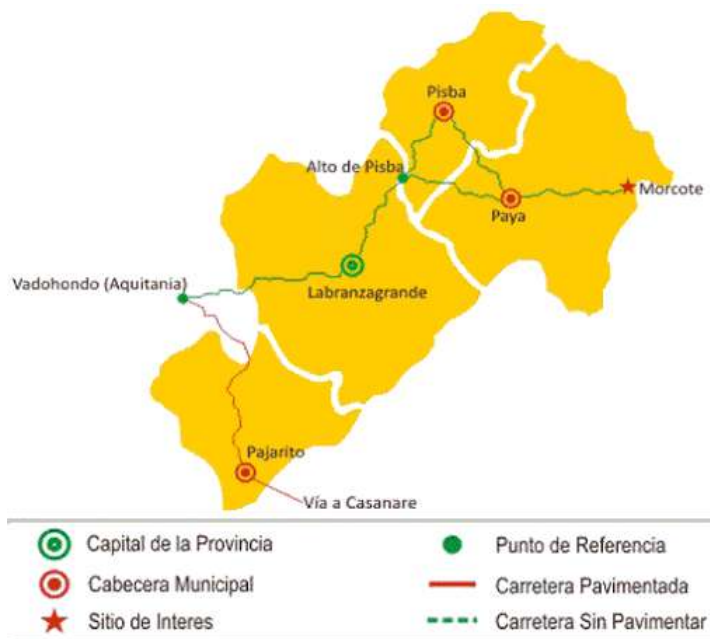 Pisba
Alto de Pisba
Morcote
Paya
Vadohondo (Aquitania)
Labranzagrande
Pajarito
Vía a Casanare
Capital de la Provincia
Punto de Referencia
Cabecera Municipal
Carretera Pavimentada
Sitio de Interes
Carretera Sin Pavimentar